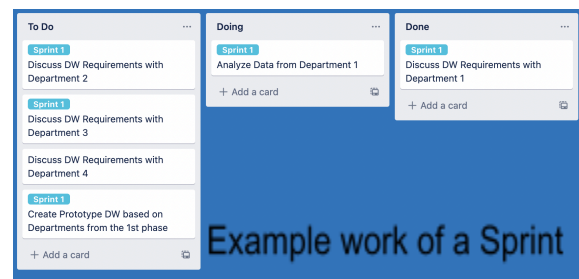 To Do
Sprint 1
Discuss DW Requirements with
Department 2
Sprint 1
Discuss DW Requirements with
Department 3
Discuss DW Requirements with
Department 4
Sprint 1
Create Prototype DW based on
Departments from the 1st phase
+ Add a card
Doing
Sprint 1
Analyze Data from Department 1
+ Add a card
Done
Sprint 1
Discuss DW Requirements with
Department 1
+ Add a card
Example work of a Sprint